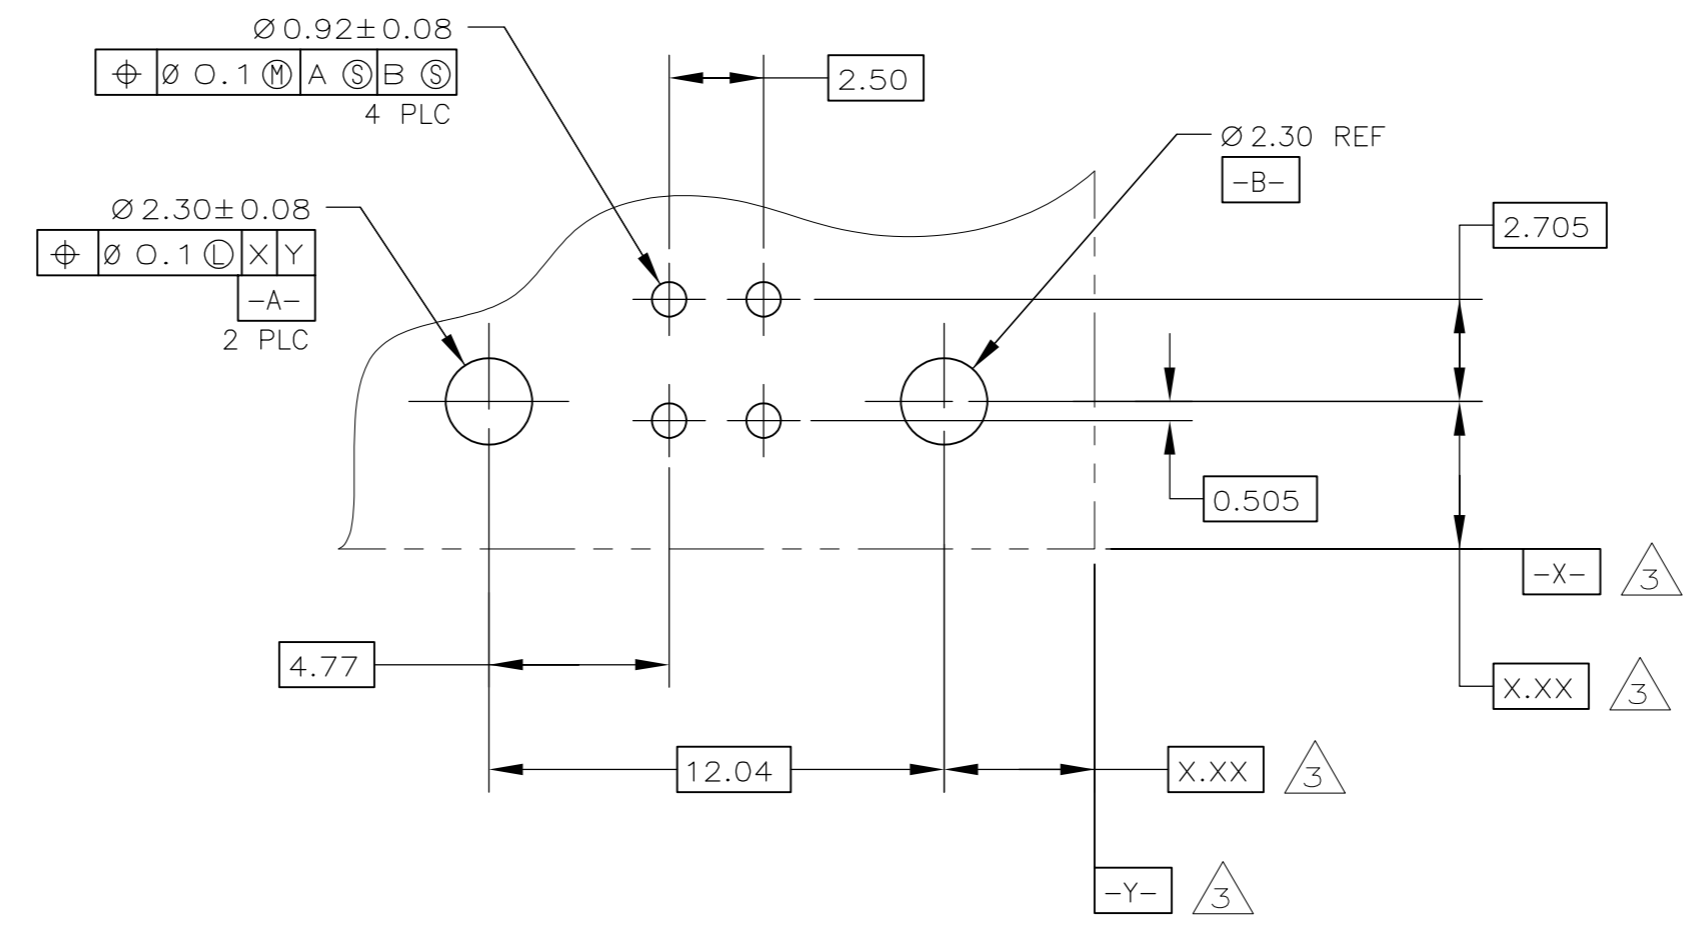 Ø0.92±0.08
⌖ Ø 0.1 Ⓜ A Ⓢ B Ⓢ
4 PLC
2.50
Ø2.30 REF
-B-
Ø2.30±0.08
⌖ Ø 0.1 Ⓛ X Y
-A-
2 PLC
2.705
0.505
-X- 3
4.77
X.XX 3
12.04
X.XX 3
-Y- 3